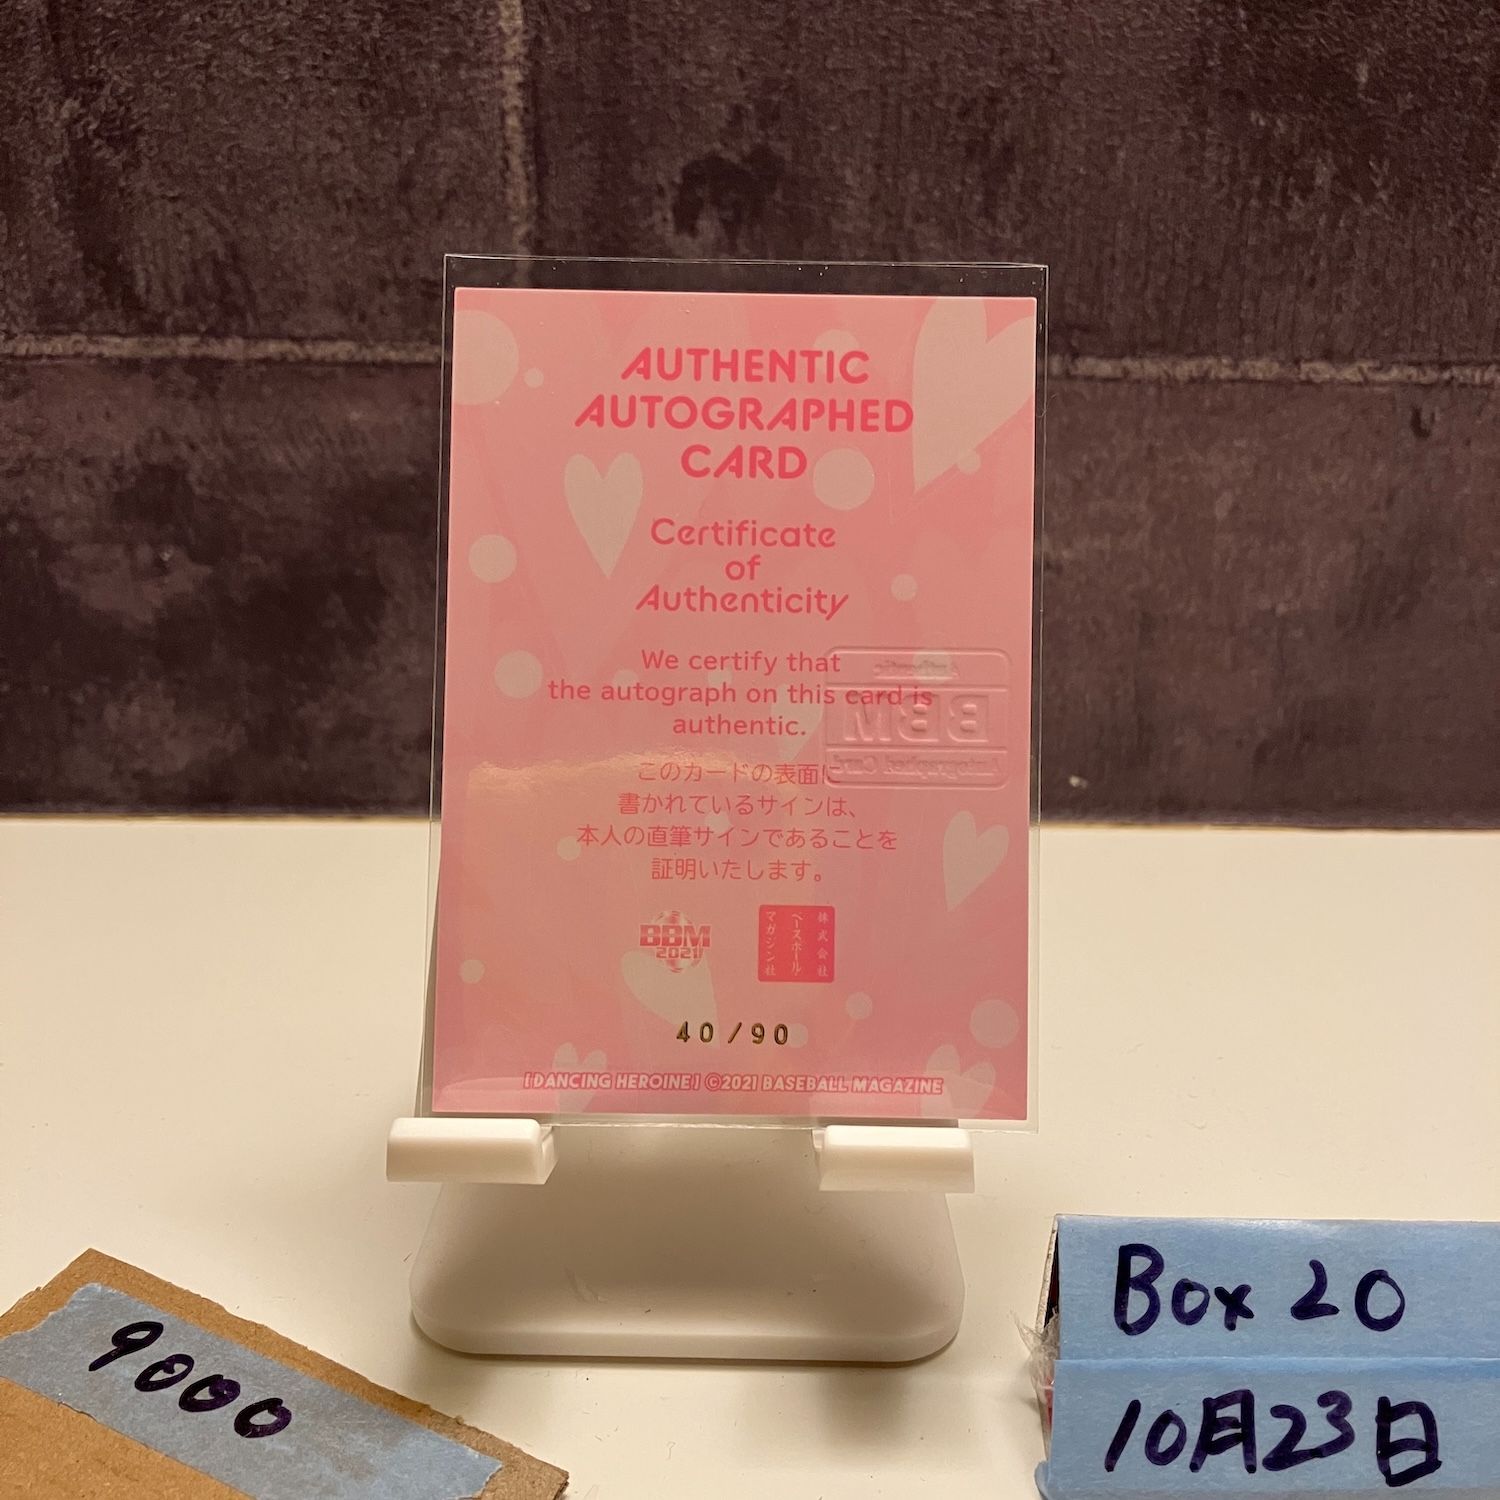 AUTHENTIC
AUTOGRAPHED
CARD
Certificate
of
Authenticity
We certify that
the autograph on this card is
authentic.
このカードの表面に
書かれているサインは、
本人の直筆サインであることを
証明いたします。
Authentic
BBM
Autographed Card
BBM
2021
株式会社
ベースボール
マガジン社
40/90
[DANCING HEROINE] ©2021 BASEBALL MAGAZINE
9000
Box 20
10月23日